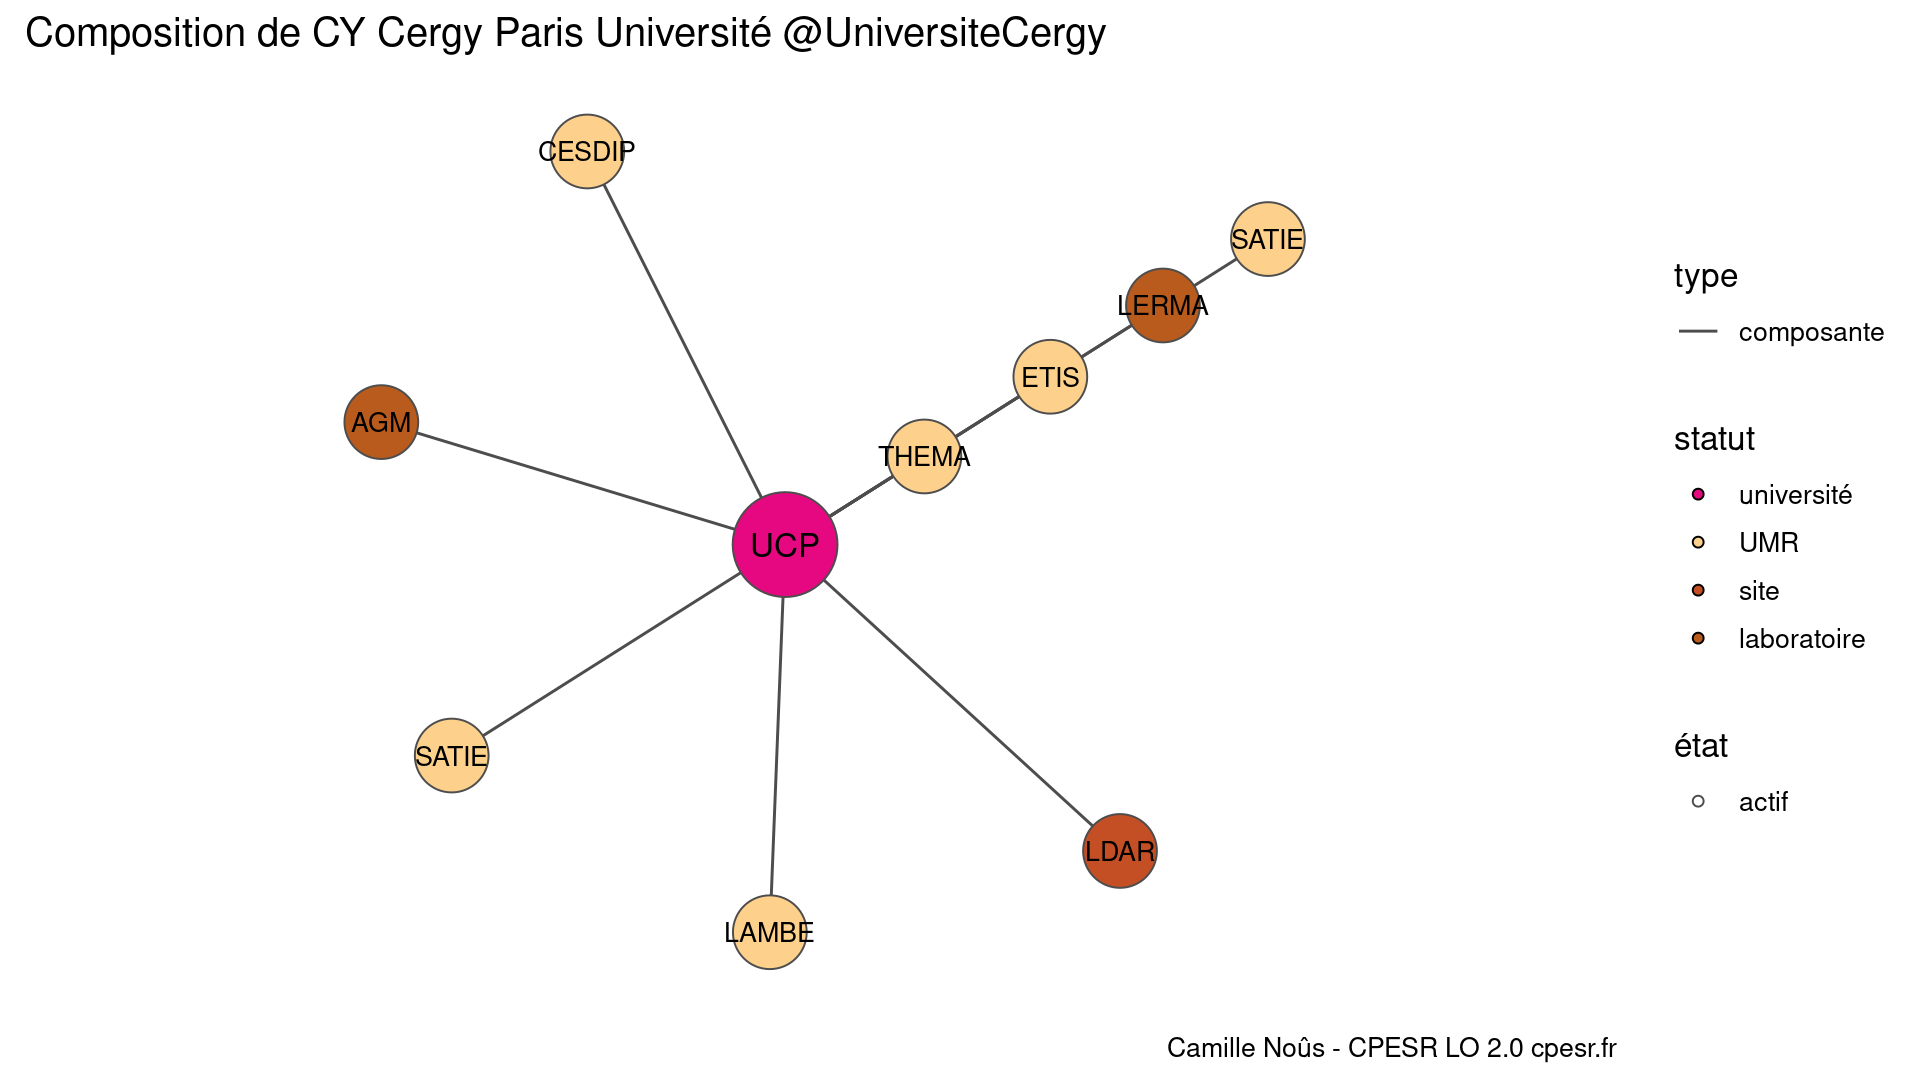 Composition de CY Cergy Paris Université @UniversiteCergy
CESDIP
SATIE
LERMA
ETIS
AGM
THEMA
UCP
SATIE
LDAR
LAMBE
type
composante
statut
université
UMR
site
laboratoire
état
actif
Camille Noûs - CPESR LO 2.0 cpesr.fr